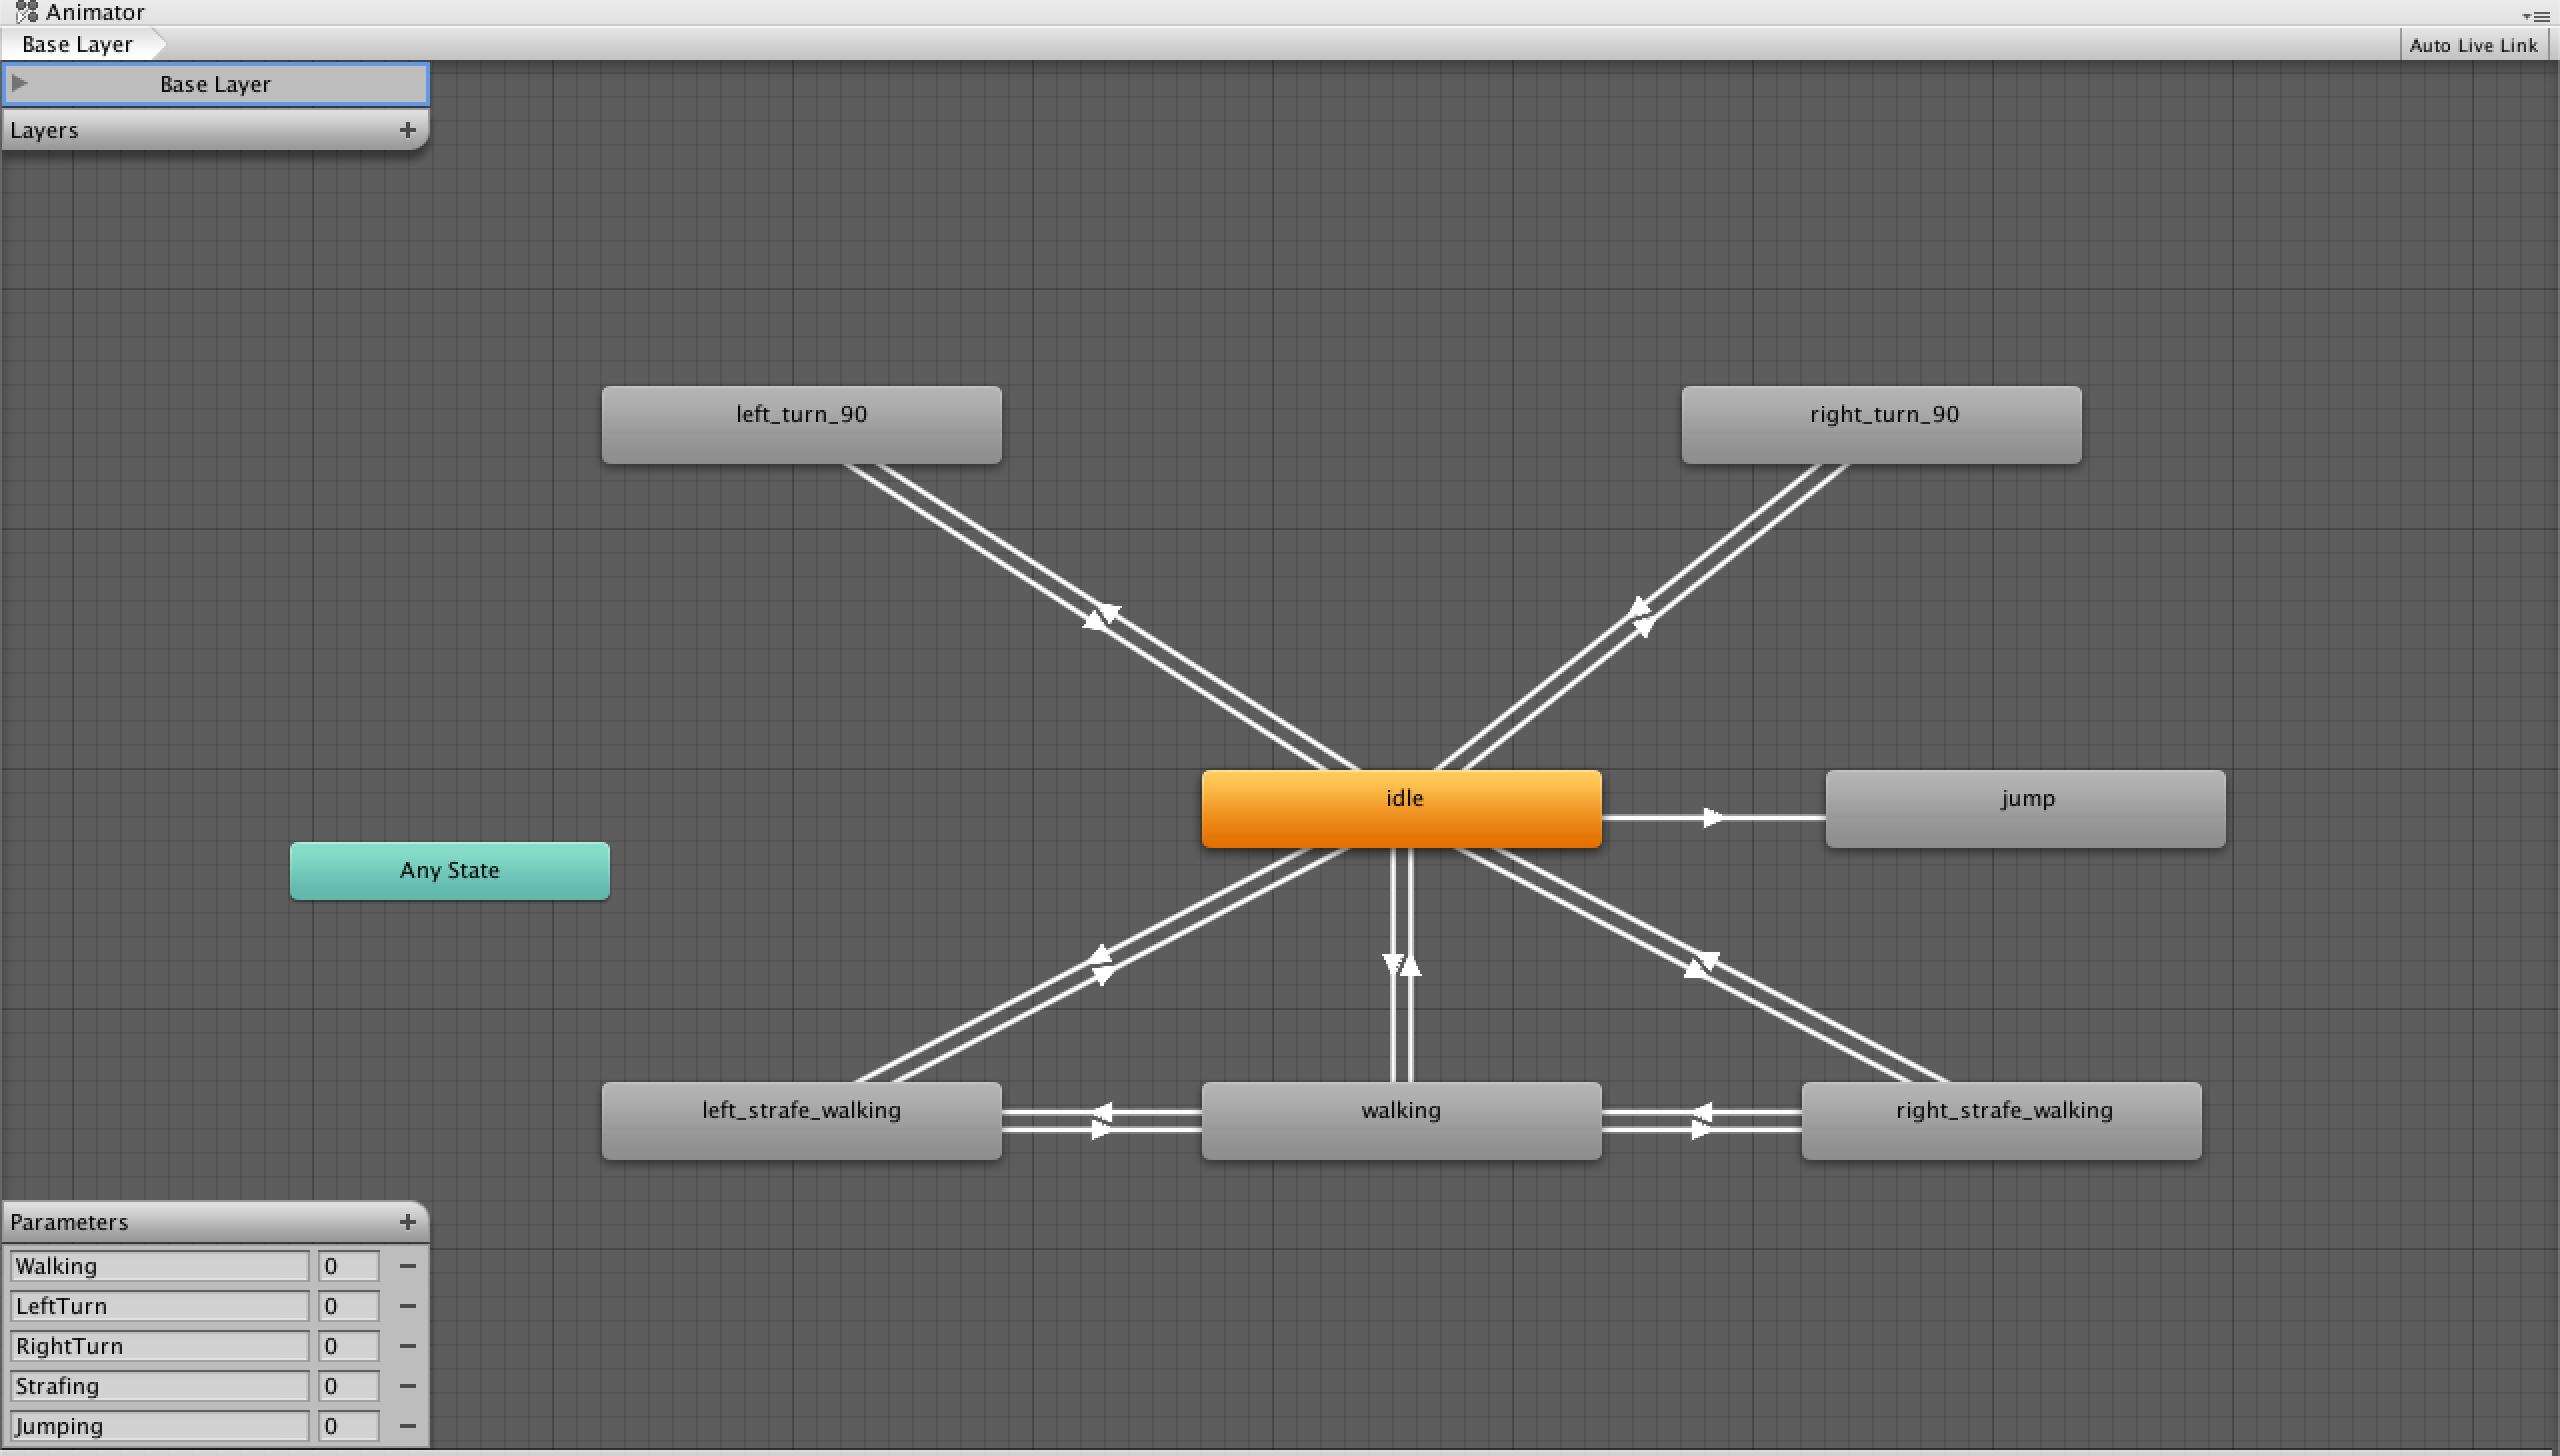 Animator
Base Layer
Auto Live Link
Base Layer
Layers
left_turn_90
right_turn_90
idle
jump
Any State
left_strafe_walking
walking
right_strafe_walking
Parameters
Walking 0
LeftTurn 0
RightTurn 0
Strafing 0
Jumping 0